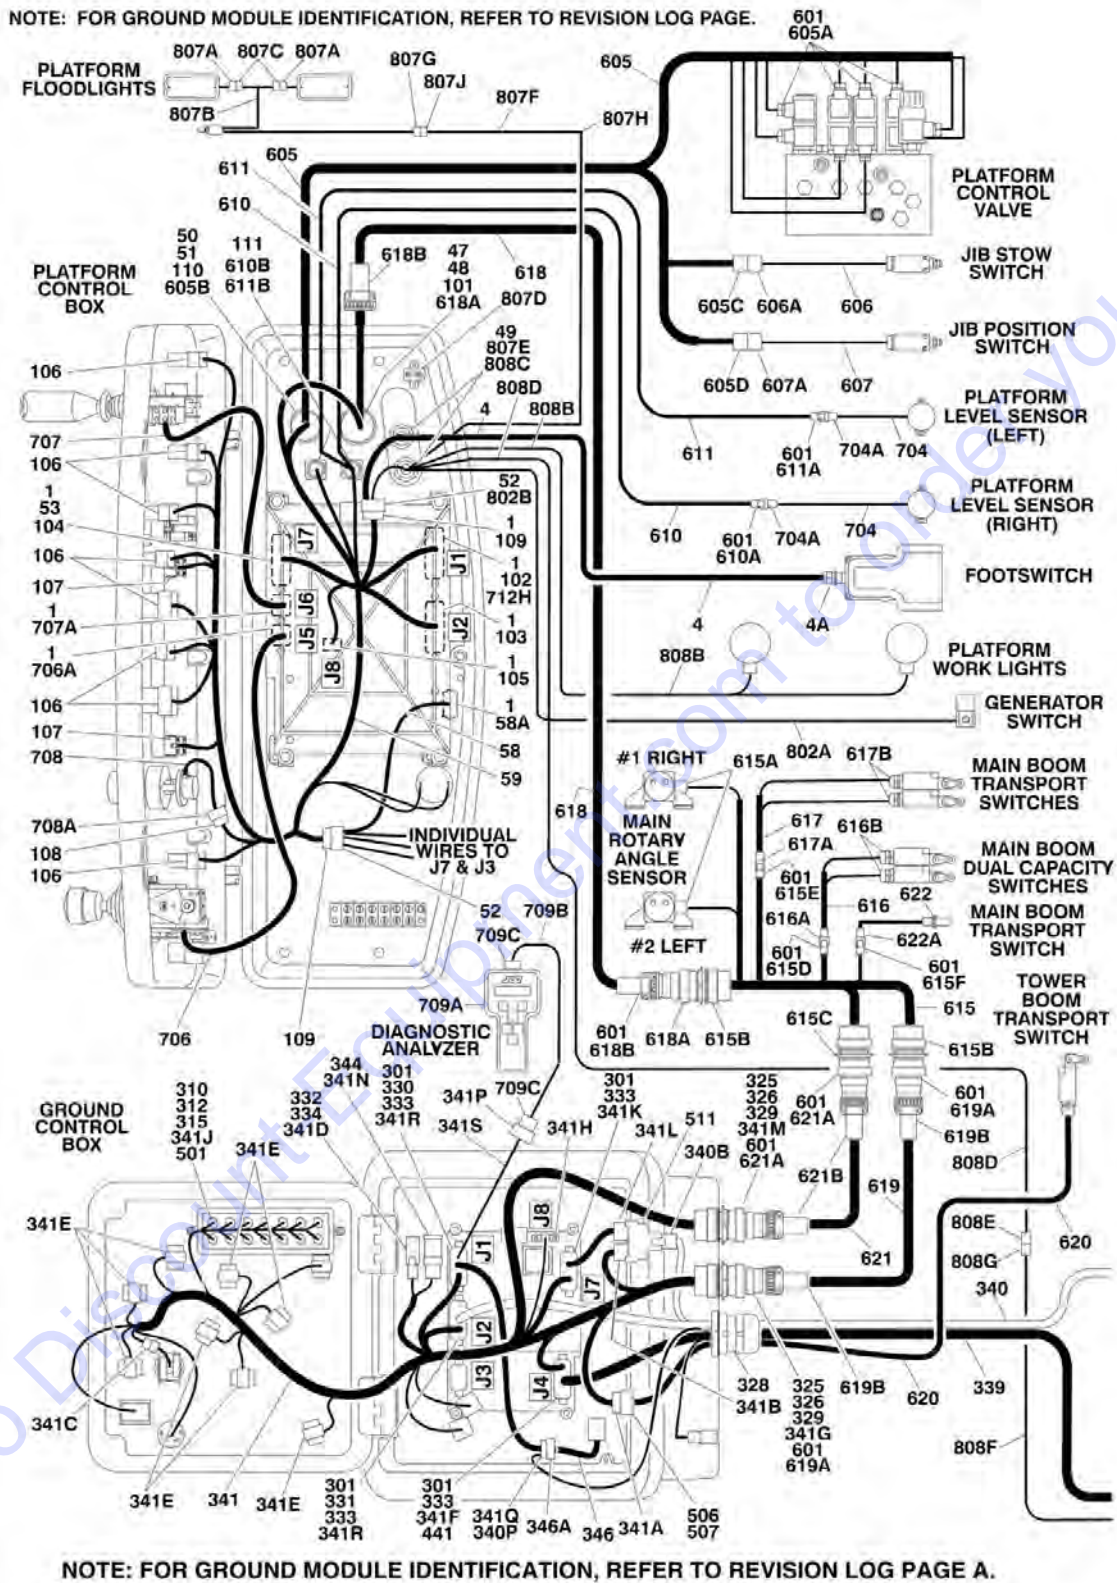 NOTE: FOR GROUND MODULE IDENTIFICATION, REFER TO REVISION LOG PAGE.
601
605A
807A
807C
807A
PLATFORM
FLOODLIGHTS
807G
807J
605
807B
807F
807H
605
611
610
PLATFORM
CONTROL
VALVE
50
51
110
605B
111
610B
611B
618B
47
48
101
618A
618
807D
PLATFORM
CONTROL
BOX
JIB STOW
SWITCH
605C
606A
606
49
807E
808C
808D
JIB POSITION
SWITCH
106
605D
607A
607
4
808B
PLATFORM
LEVEL SENSOR
(LEFT)
707
106
611
601
611A
704A
704
1
53
104
52
802B
PLATFORM
LEVEL SENSOR
(RIGHT)
J7
J1
1
109
610
601
610A
704A
704
106
107
1
102
712H
FOOTSWITCH
1
707A
J6
J5
J2
1
103
4
4A
1
706A
J8
1
105
808B
PLATFORM
WORK LIGHTS
106
1
58A
GENERATOR
SWITCH
107
708
58
59
802A
#1 RIGHT
615A
617B
MAIN BOOM
TRANSPORT
SWITCHES
618
MAIN
ROTARY
ANGLE
SENSOR
617
617A
616B
708A
108
106
INDIVIDUAL
WIRES TO
J7 & J3
601
615E
MAIN BOOM
DUAL CAPACITY
SWITCHES
52
709B
709C
616A
616
622
#2 LEFT
601
615D
622A
MAIN BOOM
TRANSPORT
SWITCH
709A
601
615F
706
109
DIAGNOSTIC
ANALYZER
601
618B
618A
615B
615C
615
TOWER
BOOM
TRANSPORT
SWITCH
615B
709C
344
341N
301
330
333
341R
341P
341S
301
333
341K
325
326
329
341M
601
621A
601
621A
601
619A
GROUND
CONTROL
BOX
310
312
315
341J
501
332
334
341D
341H
341L
511
340B
619B
341E
621B
808D
619
341E
J8
808E
J1
808G
620
621
J7
340
J2
J3
J4
341C
328
341B
325
326
329
341G
601
619A
619B
620
339
808F
341E
341
341E
301
331
333
341R
301
333
341F
441
341Q
340P
346A
346
341A
506
507
NOTE: FOR GROUND MODULE IDENTIFICATION, REFER TO REVISION LOG PAGE A.